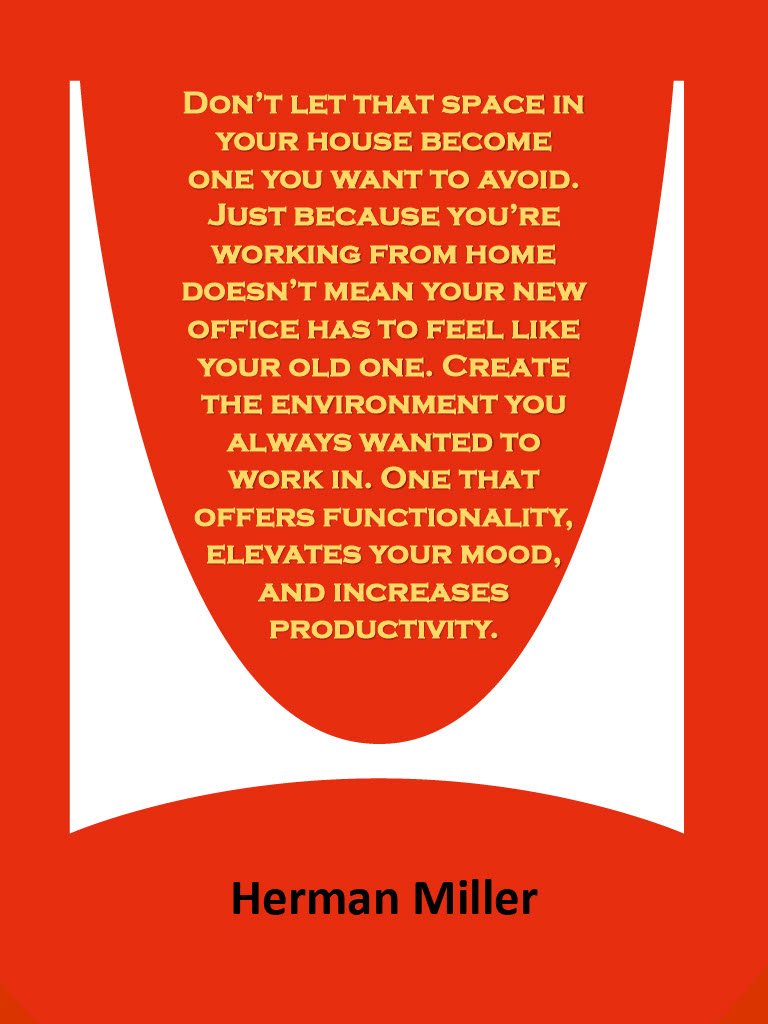 Don’t let that space in
your house become
one you want to avoid.
Just because you’re
working from home
doesn’t mean your new
office has to feel like
your old one. Create
the environment you
always wanted to
work in. One that
offers functionality,
elevates your mood,
and increases
productivity.
Herman Miller